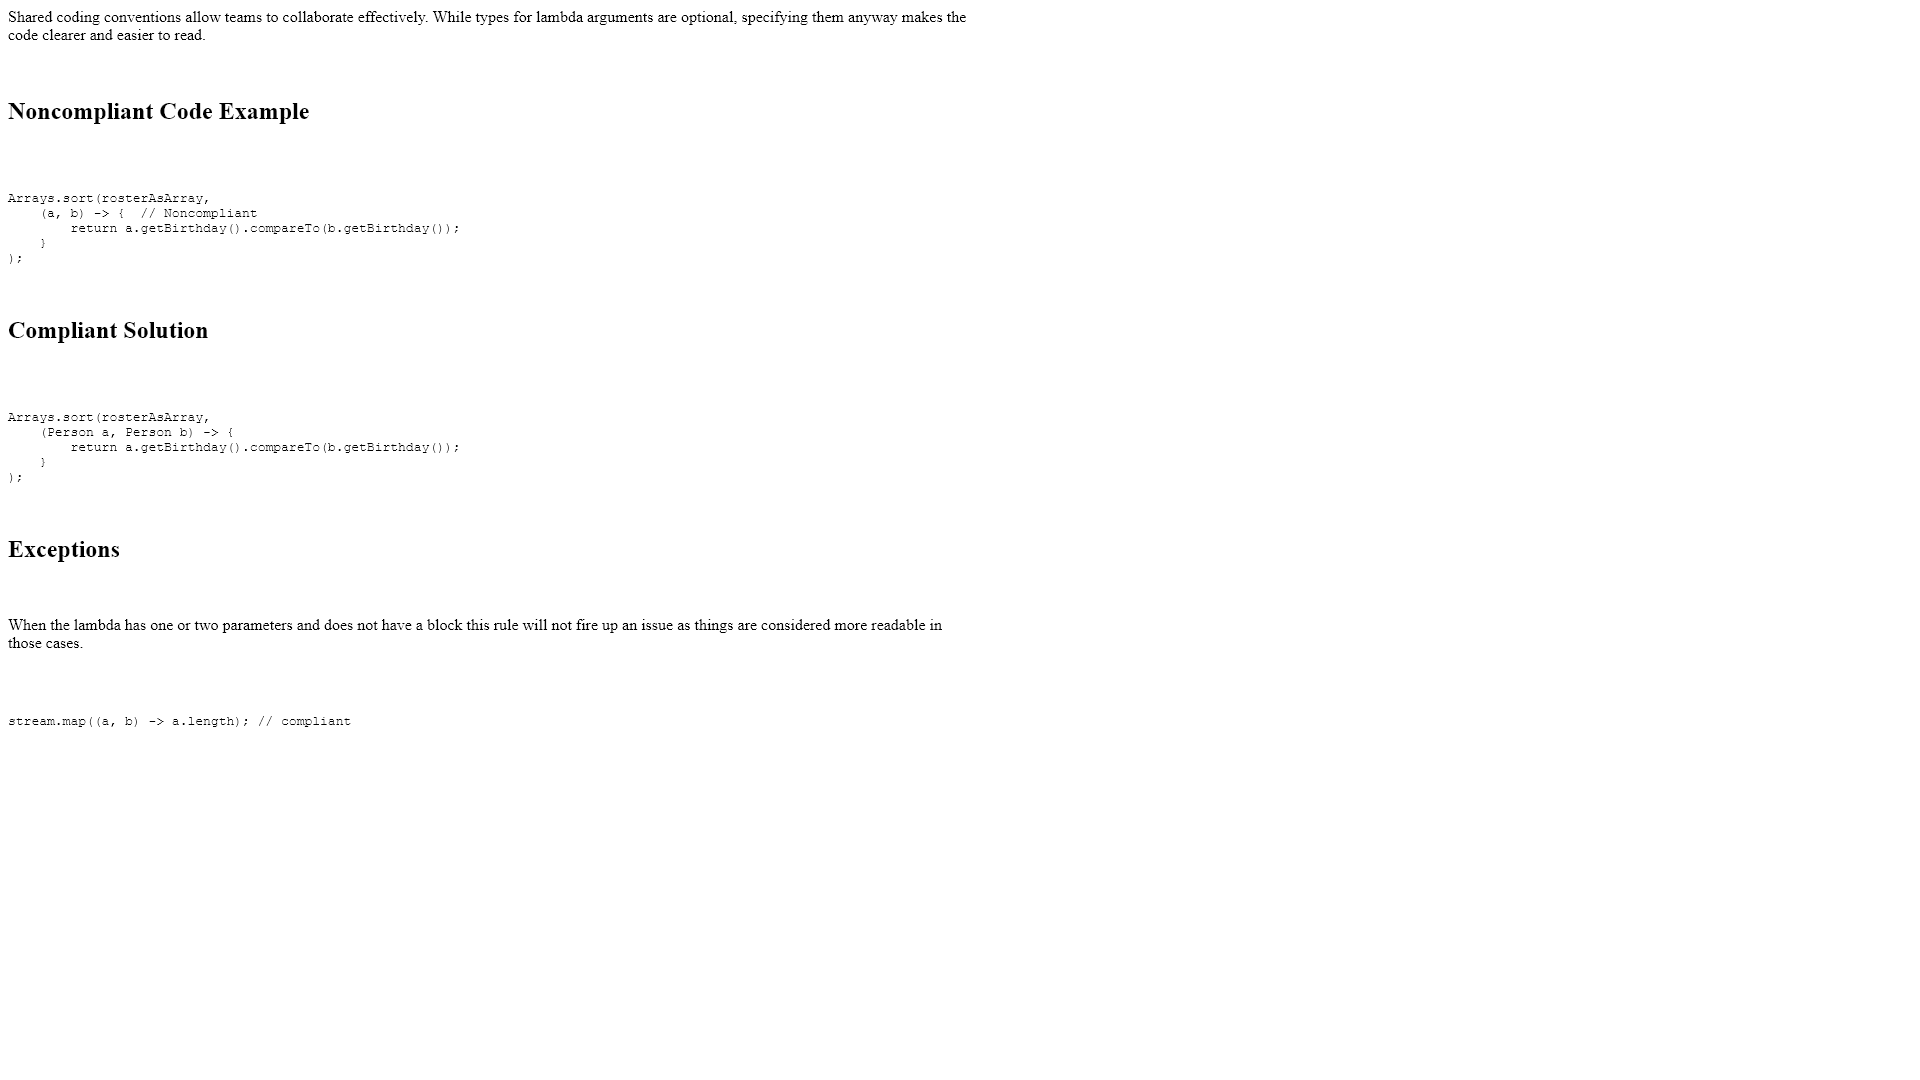 Shared coding conventions allow teams to collaborate effectively. While types for lambda arguments are optional, specifying them anyway makes the
code clearer and easier to read.
Noncompliant Code Example
Arrays.sort(rosterAsArray,
    (a, b) -> {  // Noncompliant
        return a.getBirthday().compareTo(b.getBirthday());
    }
);
Compliant Solution
Arrays.sort(rosterAsArray,
    (Person a, Person b) -> {
        return a.getBirthday().compareTo(b.getBirthday());
    }
);
Exceptions
When the lambda has one or two parameters and does not have a block this rule will not fire up an issue as things are considered more readable in
those cases.
stream.map((a, b) -> a.length); // compliant